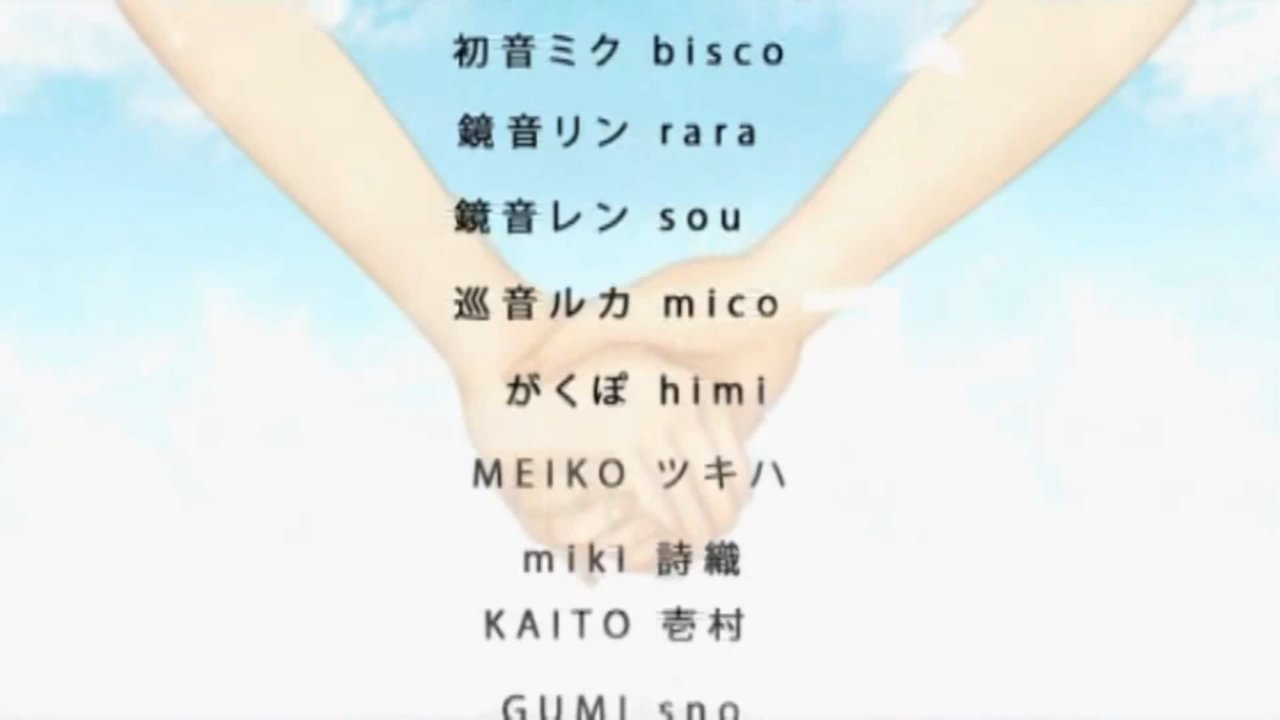 初音ミク bisco
鏡音リン rara
鏡音レン sou
巡音ルカ mico
がくぽ himi
MEIKO ツキハ
miki 詩織
KAITO 壱村
GUMI sno